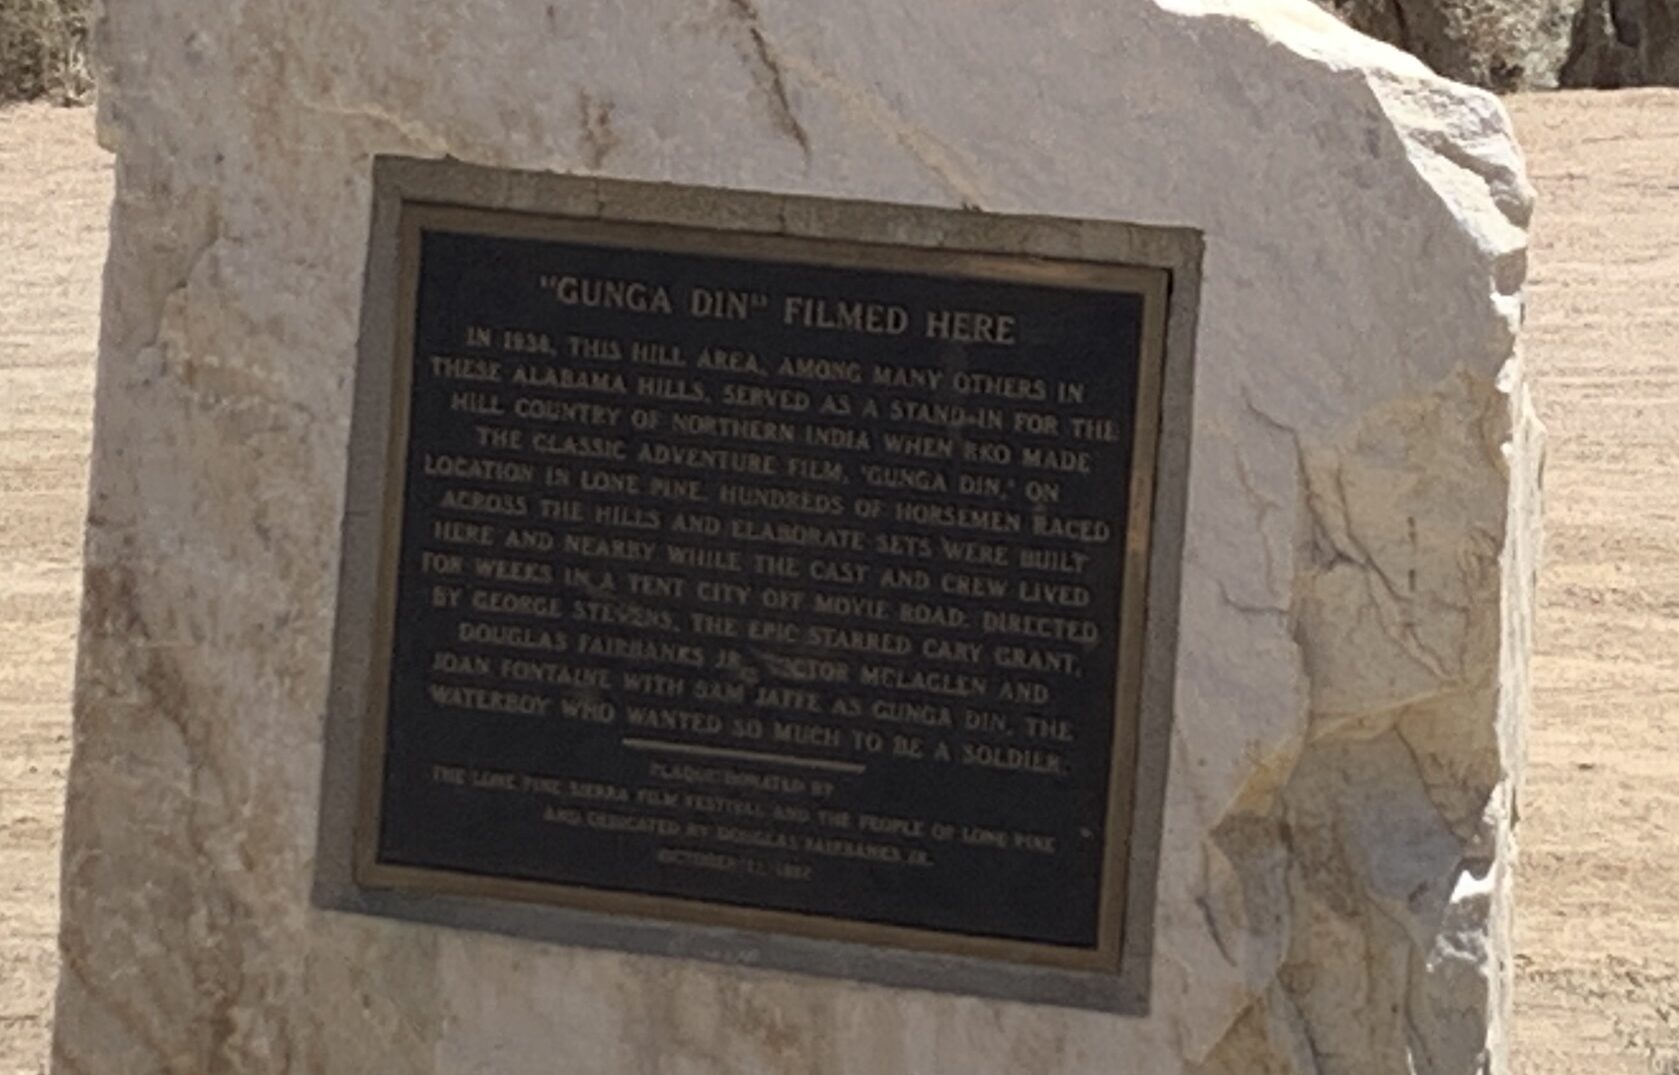 "GUNGA DIN" FILMED HERE
IN 1938, THIS HILL AREA, AMONG MANY OTHERS IN
THESE ALABAMA HILLS, SERVED AS A STAND-IN FOR THE
HILL COUNTRY OF NORTHERN INDIA WHEN RKO MADE
THE CLASSIC ADVENTURE FILM, "GUNGA DIN," ON
LOCATION IN LONE PINE. HUNDREDS OF HORSEMEN RACED
ACROSS THE HILLS AND ELABORATE SETS WERE BUILT
HERE AND NEARBY WHILE THE CAST AND CREW LIVED
FOR WEEKS IN A TENT CITY OFF MOVIE ROAD. DIRECTED
BY GEORGE STEVENS, THE EPIC STARRED CARY GRANT,
DOUGLAS FAIRBANKS JR., VICTOR MCLAGLEN AND
JOAN FONTAINE WITH SAM JAFFE AS GUNGA DIN, THE
WATERBOY WHO WANTED SO MUCH TO BE A SOLDIER.
PLAQUE DONATED BY
THE LONE PINE SIERRA FILM FESTIVAL AND THE PEOPLE OF LONE PINE
AND DEDICATED BY DOUGLAS FAIRBANKS JR.
OCTOBER